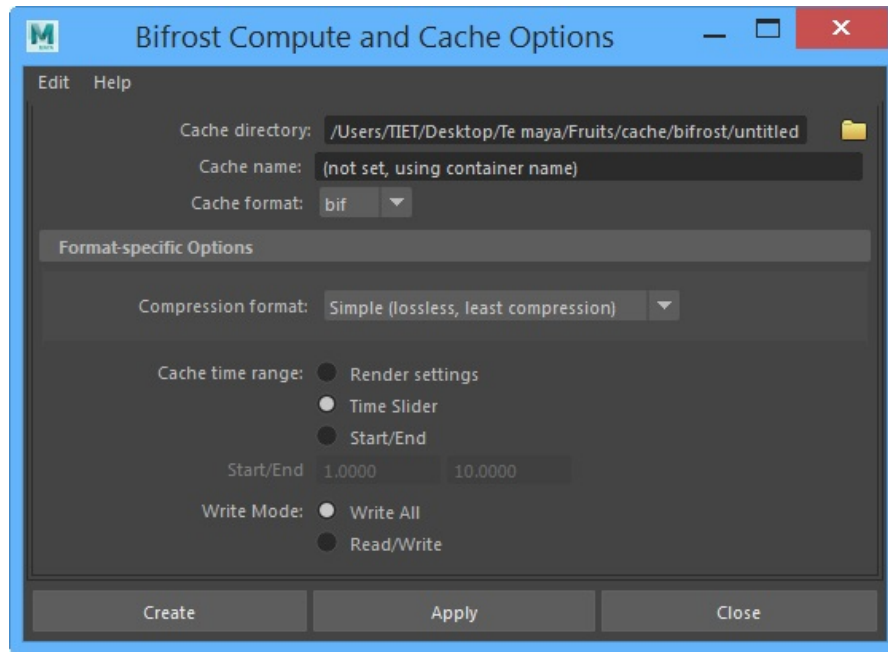 Bifrost Compute and Cache Options
Edit Help
Cache directory: /Users/TIET/Desktop/Te maya/Fruits/cache/bifrost/untitled
Cache name: (not set, using container name)
Cache format: bif
Format-specific Options
Compression format: Simple (lossless, least compression)
Cache time range: Render settings
Time Slider
Start/End
Start/End 1.0000 10.0000
Write Mode: Write All
Read/Write
Create Apply Close